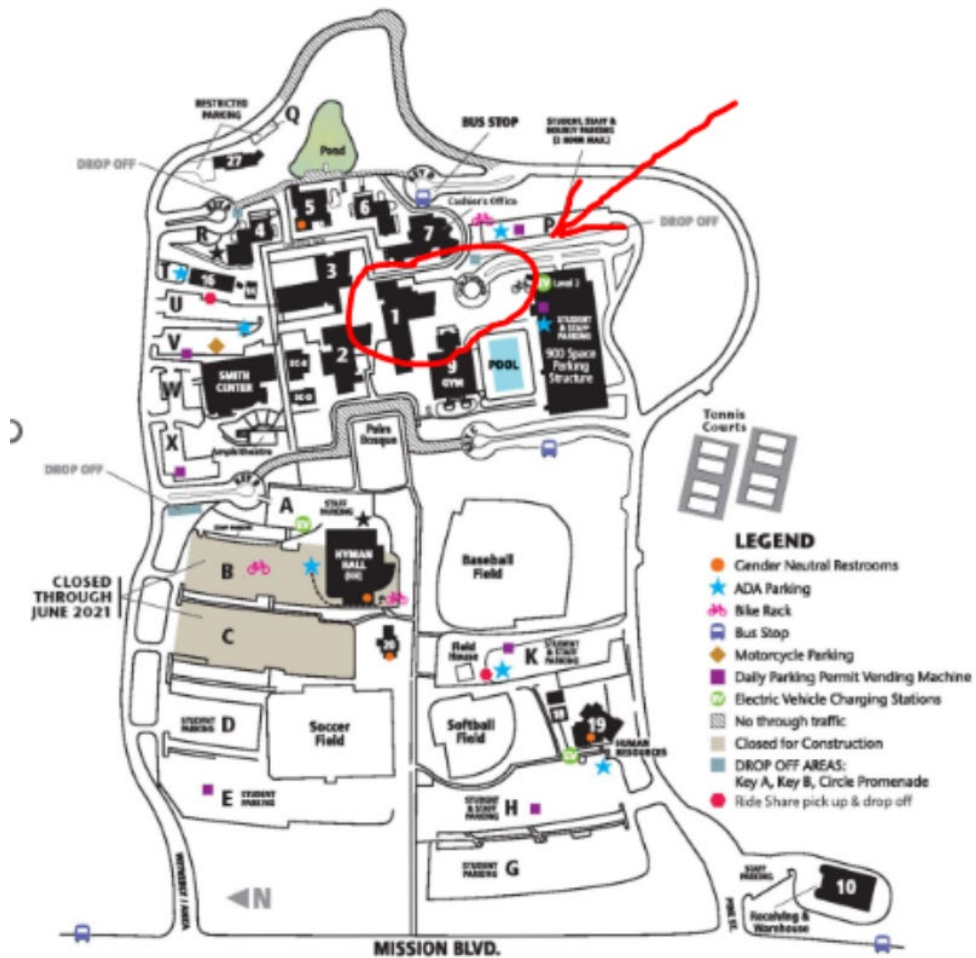 RESTRICTED
PARKING
Q
27
DROP OFF
Pond
BUS STOP
STUDENT, STAFF &
HOURLY PARKING
(2 HOUR MAX.)
5
6
Cashier's Office
4
7
P
DROP OFF
R
3
T
16
U
1
Level 2
STUDENT
& STAFF
PARKING
900 Space
Parking
Structure
V
2
9
GYM
POOL
SMITH
CENTER
W
X
Amphitheatre
Palm
Bosque
Tennis
Courts
DROP OFF
A
STAFF
PARKING
EV
HYMAN
HALL
B
Baseball
Field
CLOSED
THROUGH
JUNE 2021
C
20
Field
House
K
STUDENT
& STAFF
PARKING
STUDENT
PARKING
D
Soccer
Field
Softball
Field
18
19
HUMAN
RESOURCES
E
STUDENT
PARKING
STUDENT
& STAFF
PARKING
H
STUDENT
PARKING
G
N
STAFF
PARKING
10
Receiving &
Warehouse
PINE ST.
MISSION BLVD.
LEGEND
Gender Neutral Restrooms
ADA Parking
Bike Rack
Bus Stop
Motorcycle Parking
Daily Parking Permit Vending Machine
EV Electric Vehicle Charging Stations
No through traffic
Closed for Construction
DROP OFF AREAS:
Key A, Key B, Circle Promenade
Ride Share pick up & drop off